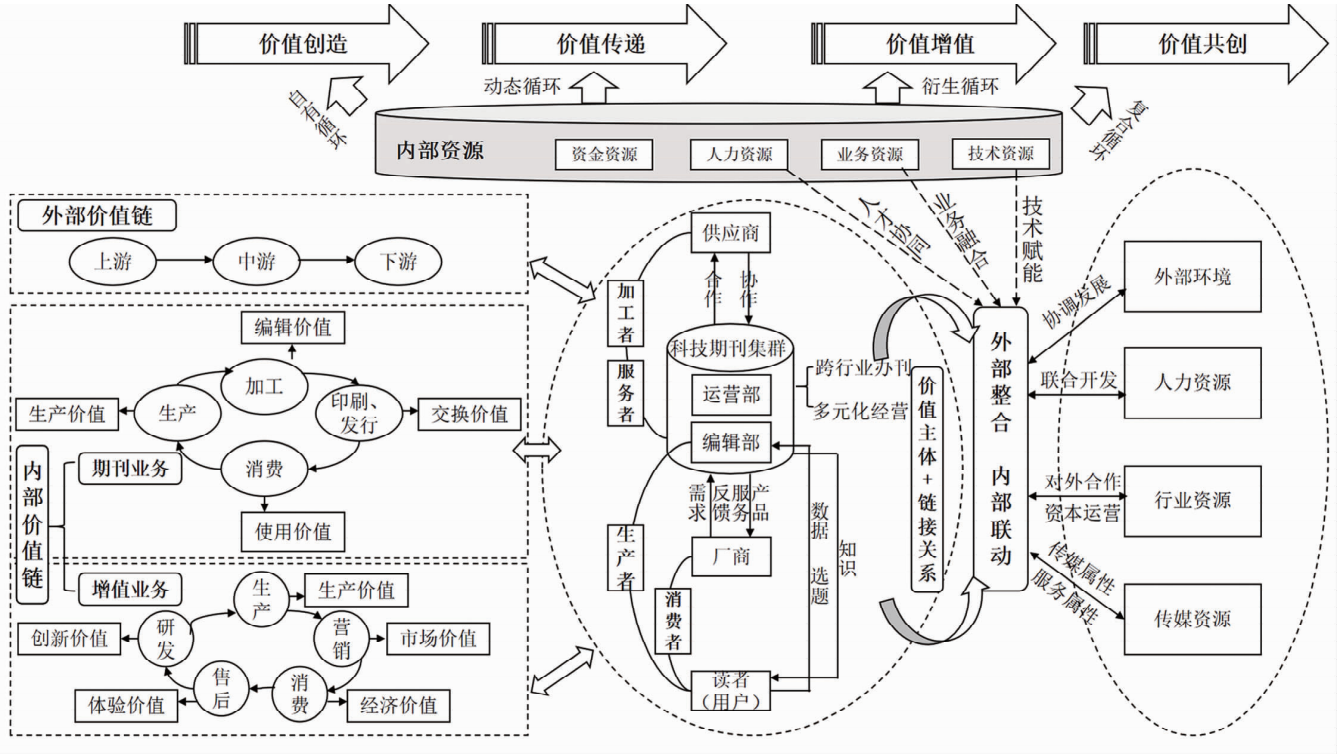 价值创造
价值传递
价值增值
价值共创
自有循环
动态循环
衍生循环
复合循环
内部资源
资金资源
人力资源
业务资源
技术资源
人才协同
业务融合
技术赋能
外部价值链
上游
中游
下游
编辑价值
加工
生产价值
生产
印刷、
发行
交换价值
期刊业务
消费
使用价值
内部价值链
增值业务
生产
生产价值
创新价值
研发
营销
市场价值
售后
消费
体验价值
经济价值
供应商
合作
协作
加工者
服务者
科技期刊集群
运营部
编辑部
跨行业办刊
多元化经营
需求
反馈
服务
产品
厂商
生产者
消费者
数据 选题
知识
读者
（用户）
价值主体+链接关系
外部整合 内部联动
协调发展
外部环境
联合开发
人力资源
对外合作
资本运营
行业资源
传媒属性
服务属性
传媒资源